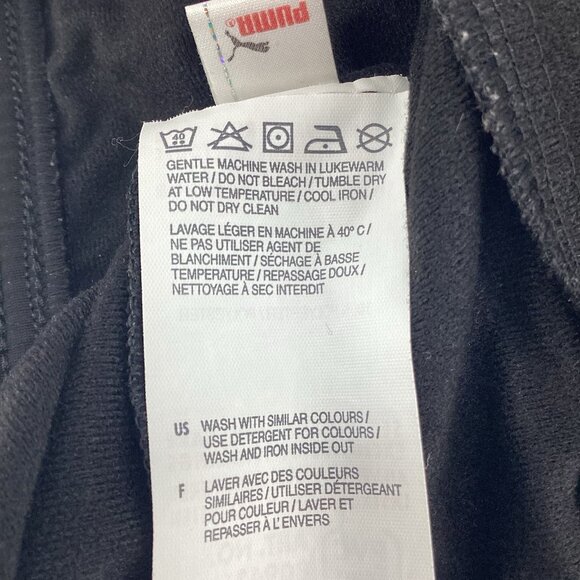 PUMA
40
GENTLE MACHINE WASH IN LUKEWARM
WATER / DO NOT BLEACH / TUMBLE DRY
AT LOW TEMPERATURE / COOL IRON /
DO NOT DRY CLEAN
LAVAGE LÉGER EN MACHINE À 40° C /
NE PAS UTILISER AGENT DE
BLANCHIMENT / SÉCHAGE À BASSE
TEMPERATURE / REPASSAGE DOUX /
NETTOYAGE À SEC INTERDIT
US WASH WITH SIMILAR COLOURS /
USE DETERGENT FOR COLOURS /
WASH AND IRON INSIDE OUT
F LAVER AVEC DES COULEURS
SIMILAIRES / UTILISER DÉTERGEANT
POUR COULEUR / LAVER ET
REPASSER À L'ENVERS